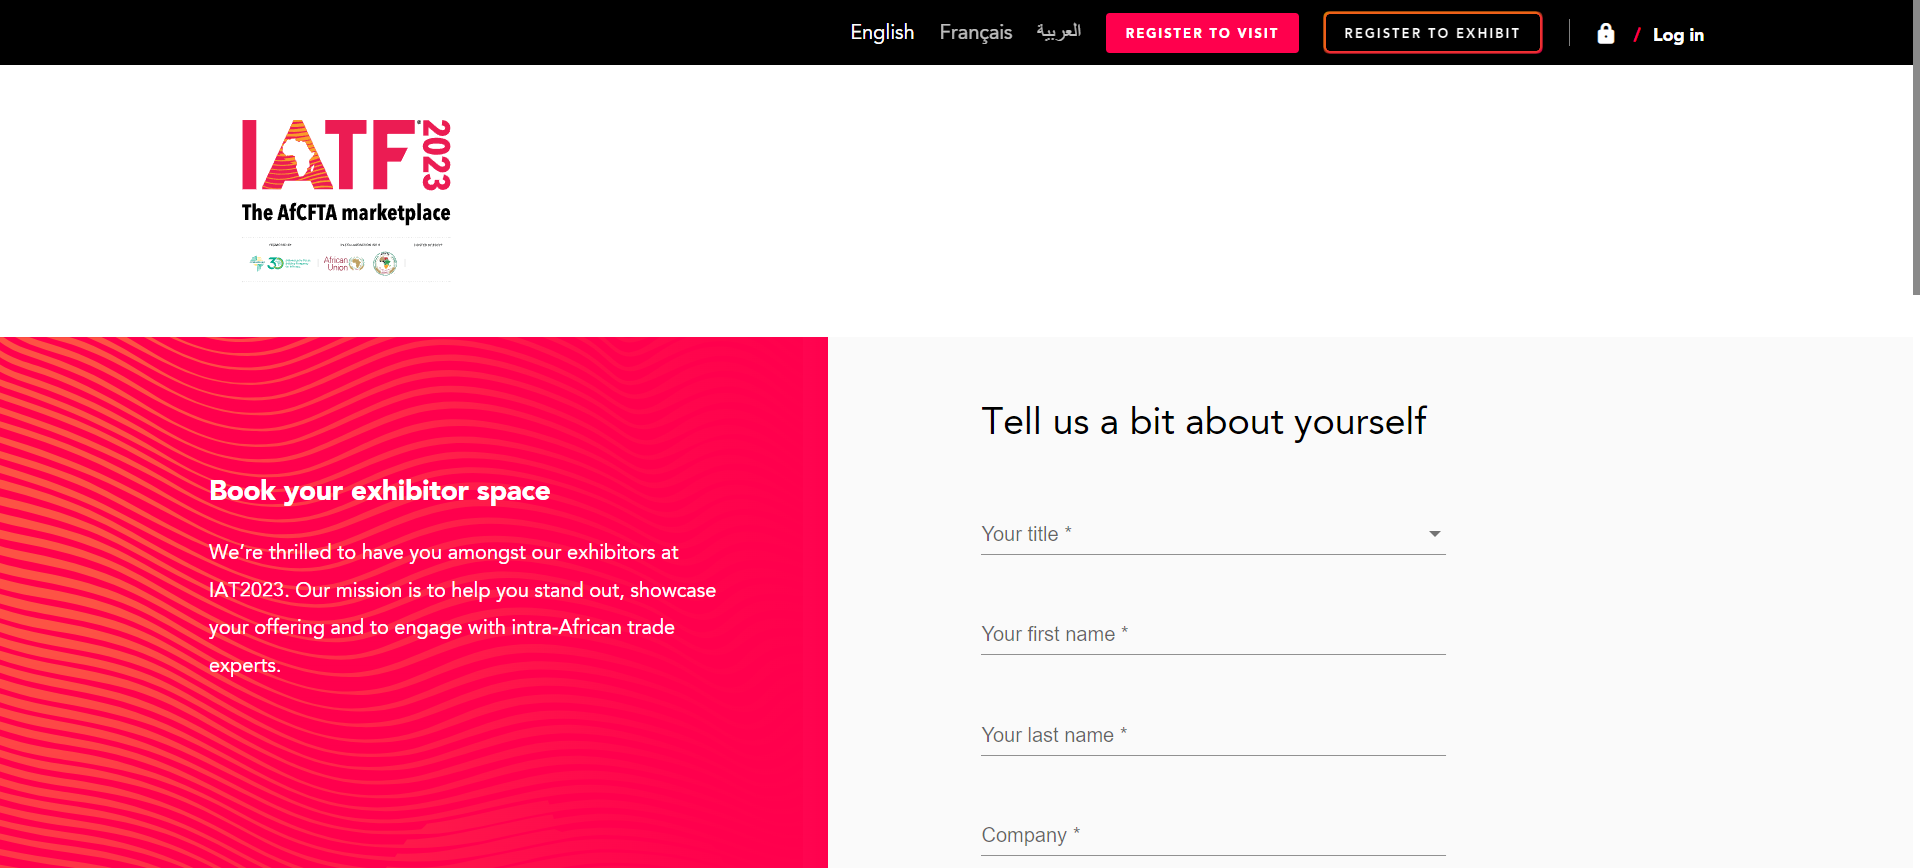 English Français العربية REGISTER TO VISIT REGISTER TO EXHIBIT / Log in
IATF 2023
The AfCFTA marketplace
African
Union
Book your exhibitor space
We’re thrilled to have you amongst our exhibitors at
IAT2023. Our mission is to help you stand out, showcase
your offering and to engage with intra-African trade
experts.
Tell us a bit about yourself
Your title *
Your first name *
Your last name *
Company *